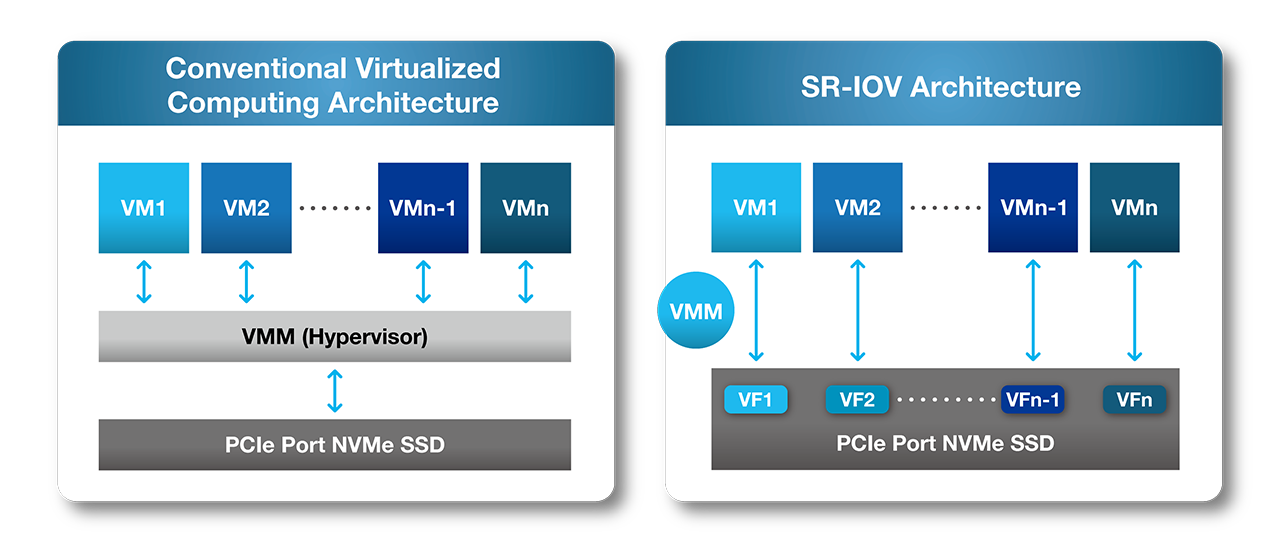 Conventional Virtualized
Computing Architecture
VM1 VM2 VMn-1 VMn
VMM (Hypervisor)
PCIe Port NVMe SSD
SR-IOV Architecture
VM1 VM2 VMn-1 VMn
VMM
VF1 VF2 VFn-1 VFn
PCIe Port NVMe SSD